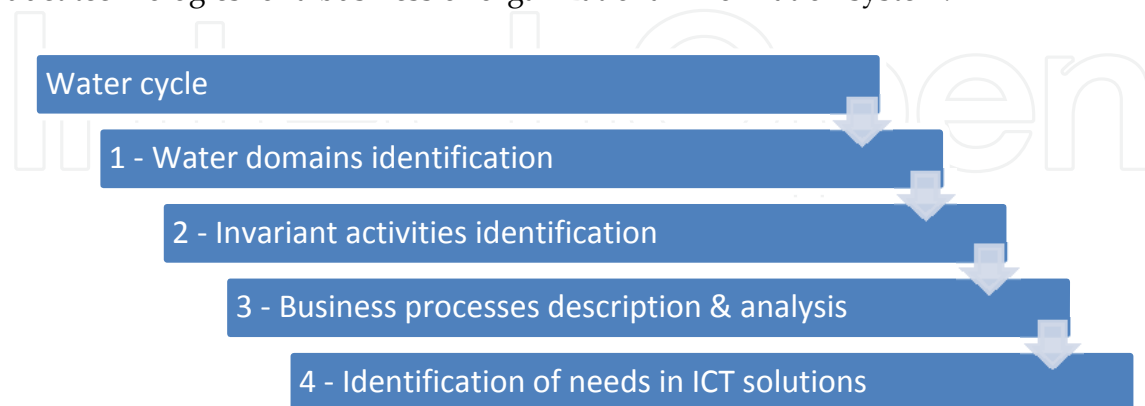 Water cycle
1 - Water domains identification
2 - Invariant activities identification
3 - Business processes description & analysis
4 - Identification of needs in ICT solutions